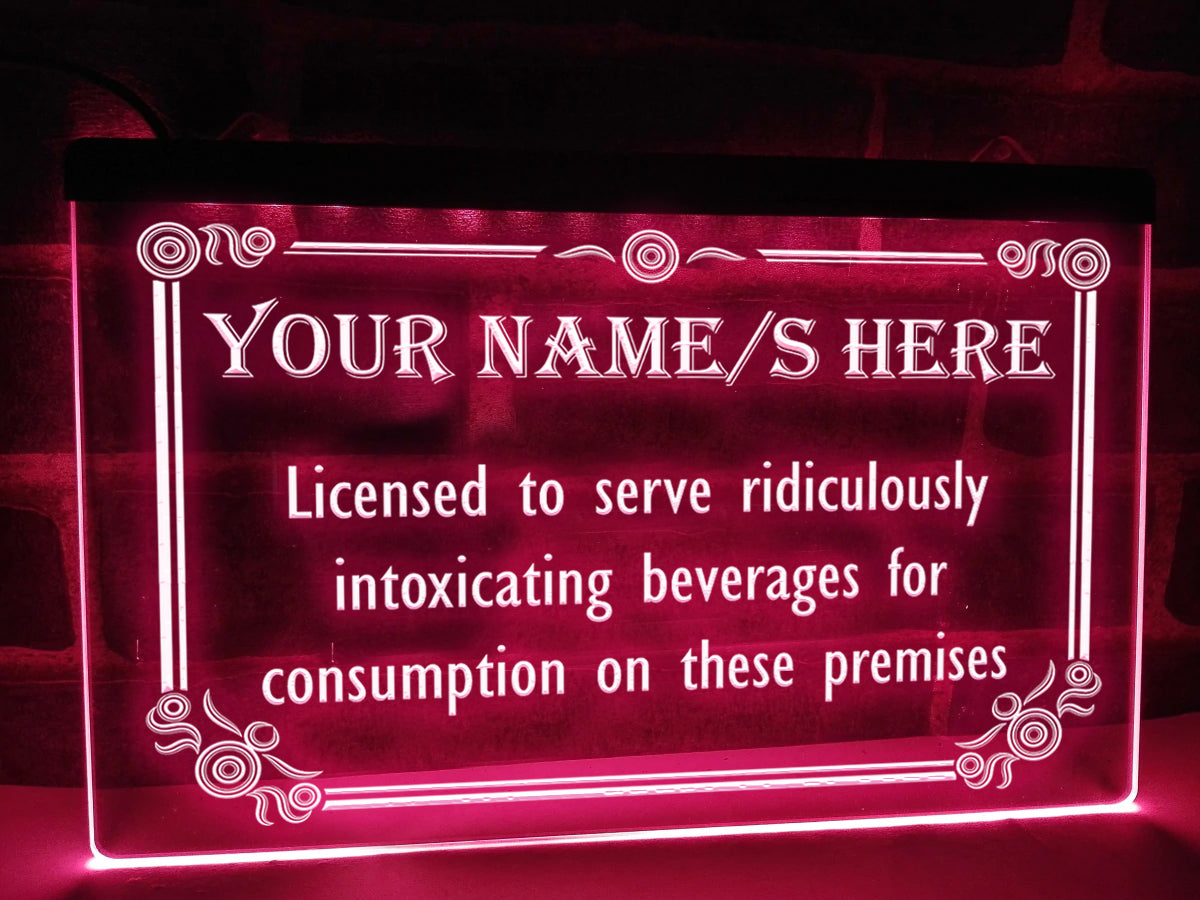 YOUR NAME/S HERE
Licensed to serve ridiculously
intoxicating beverages for
consumption on these premises